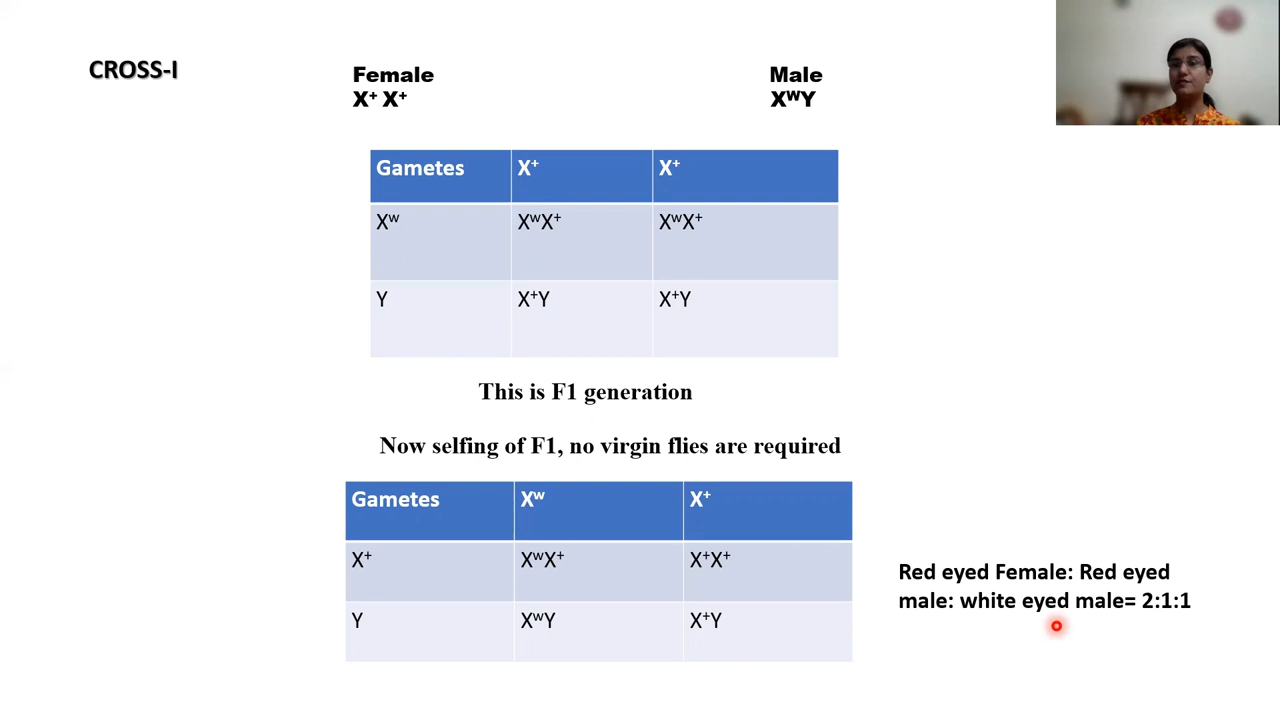 CROSS-I
Female
X⁺ X⁺
Male
XᵂY
Gametes X⁺ X⁺
Xʷ XʷX⁺ XʷX⁺
Y X⁺Y X⁺Y
This is F1 generation
Now selfing of F1, no virgin flies are required
Gametes Xʷ X⁺
X⁺ XʷX⁺ X⁺X⁺
Y XʷY X⁺Y
Red eyed Female: Red eyed
male: white eyed male= 2:1:1